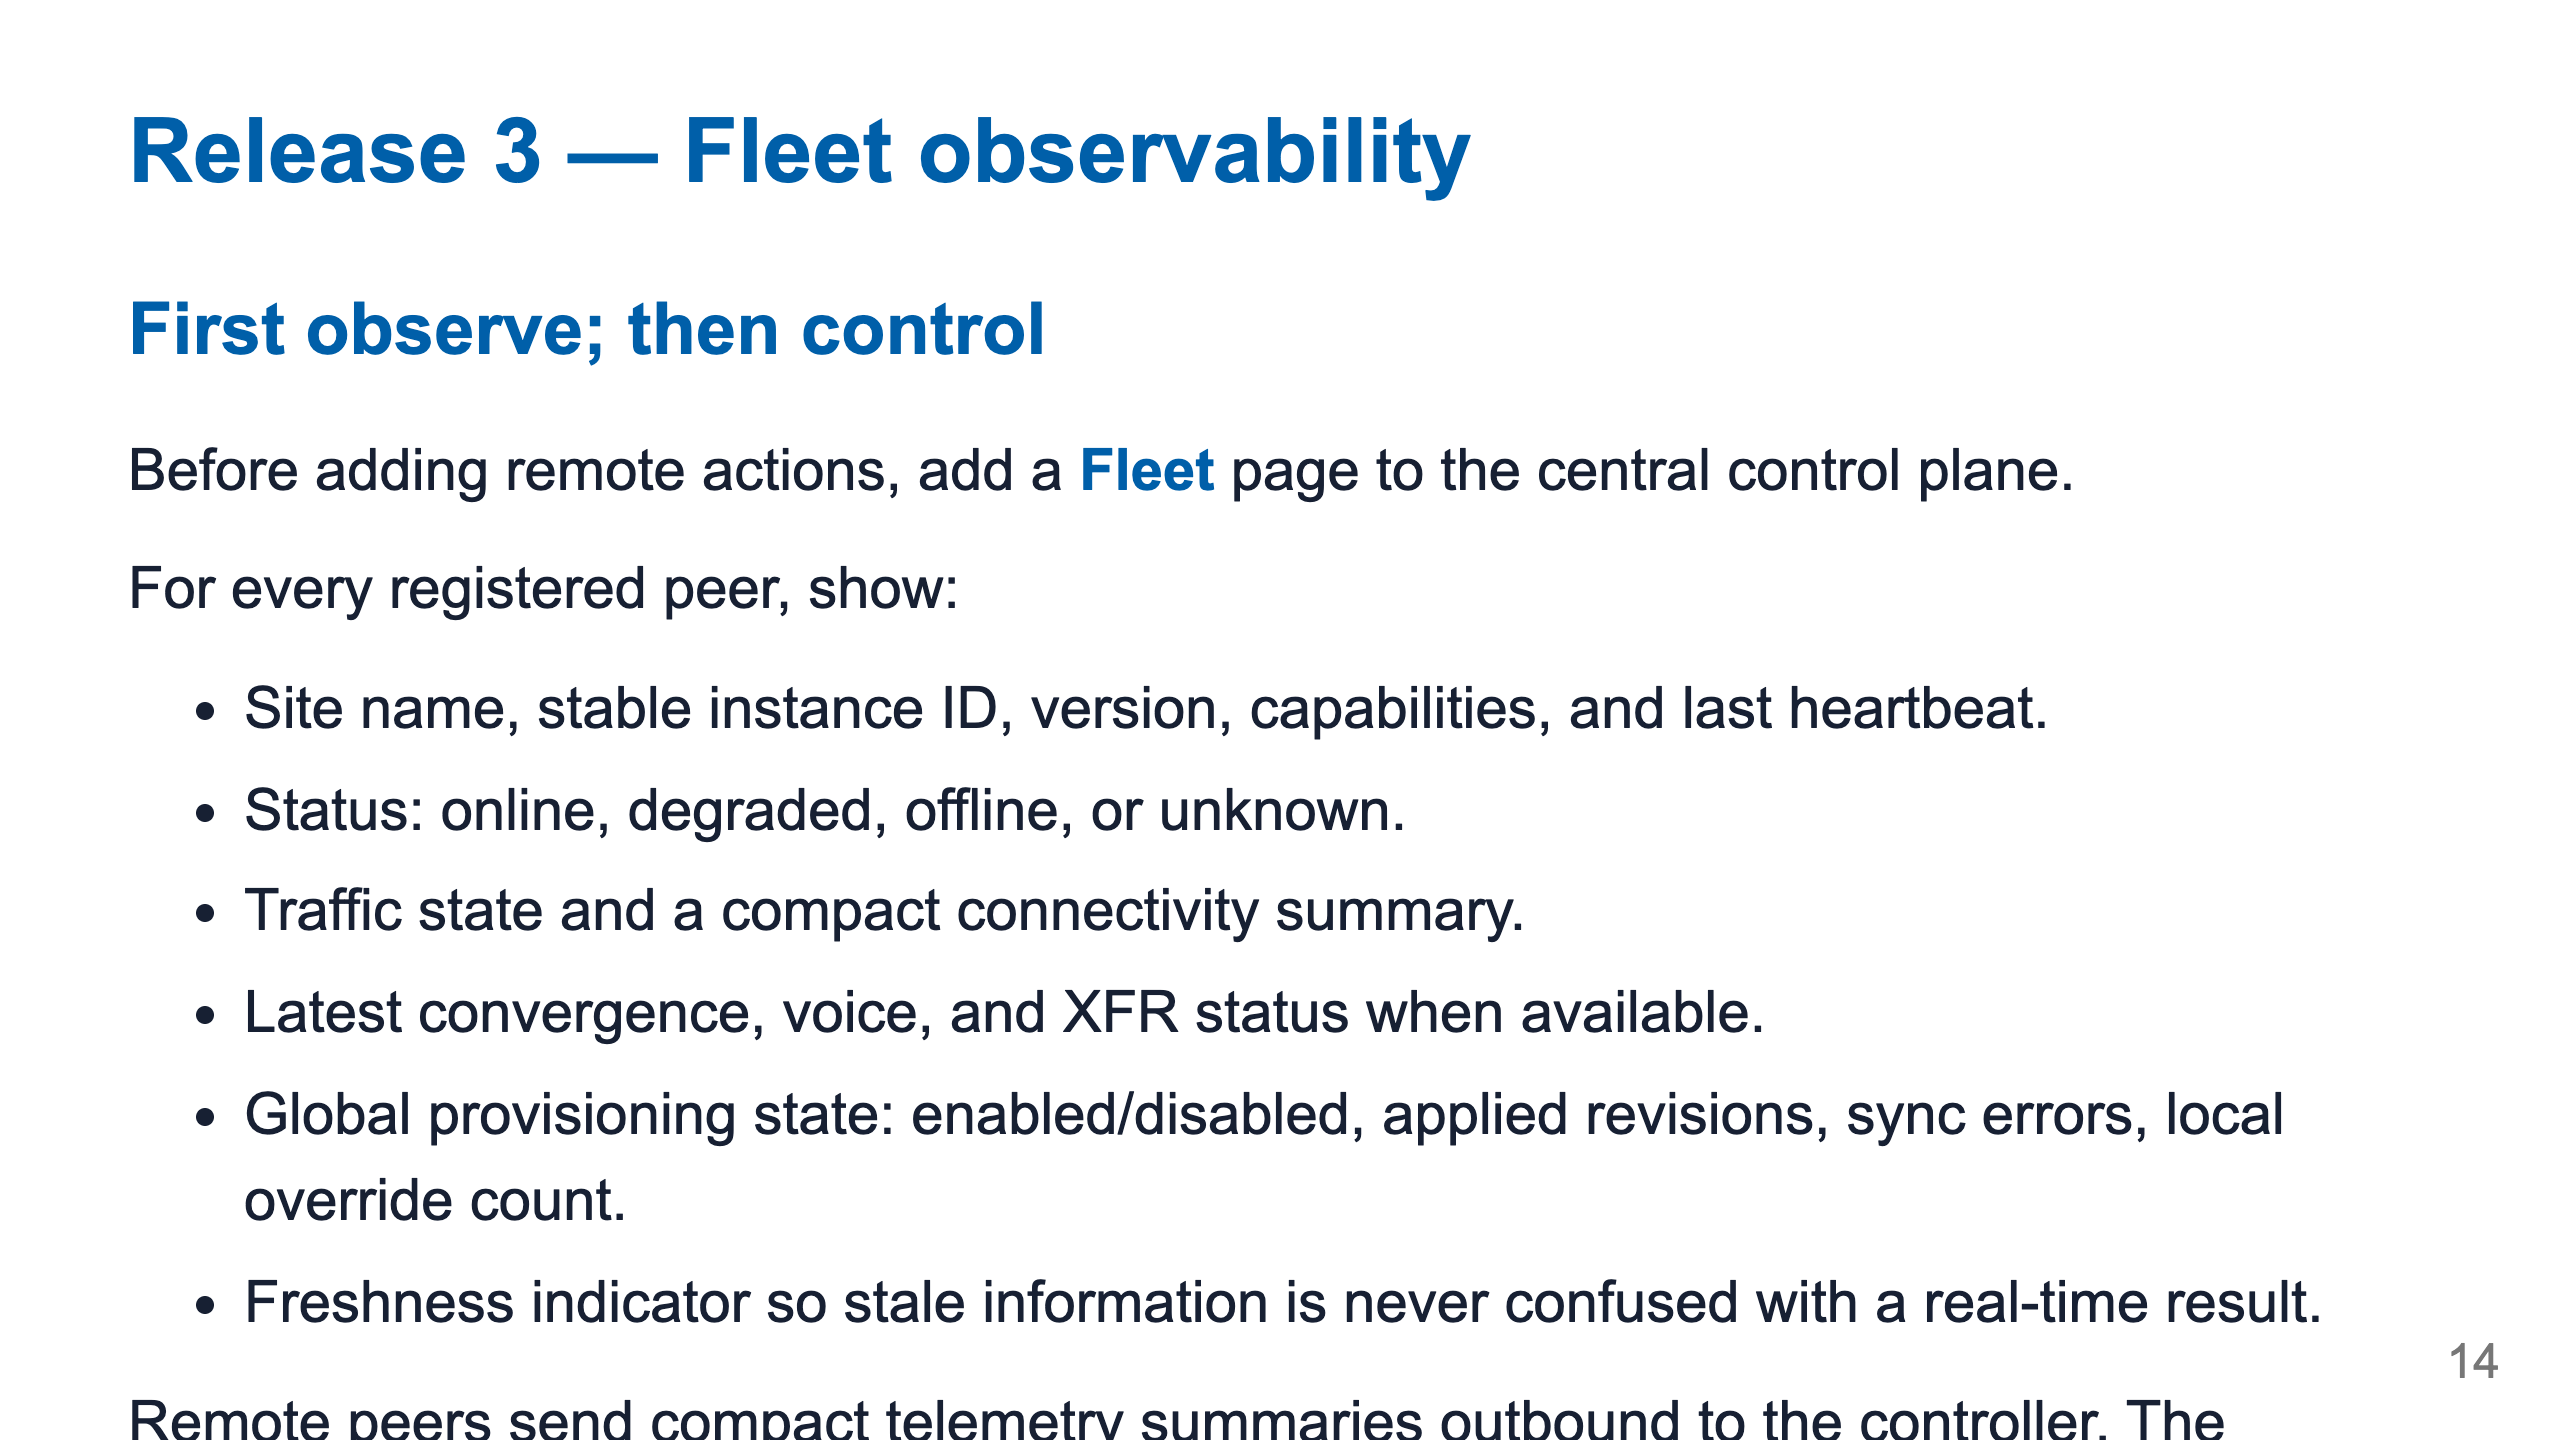 Release 3 — Fleet observability
First observe; then control
Before adding remote actions, add a Fleet page to the central control plane.
For every registered peer, show:
• Site name, stable instance ID, version, capabilities, and last heartbeat.
• Status: online, degraded, offline, or unknown.
• Traffic state and a compact connectivity summary.
• Latest convergence, voice, and XFR status when available.
• Global provisioning state: enabled/disabled, applied revisions, sync errors, local
override count.
• Freshness indicator so stale information is never confused with a real-time result.
14
Remote peers send compact telemetry summaries outbound to the controller. The